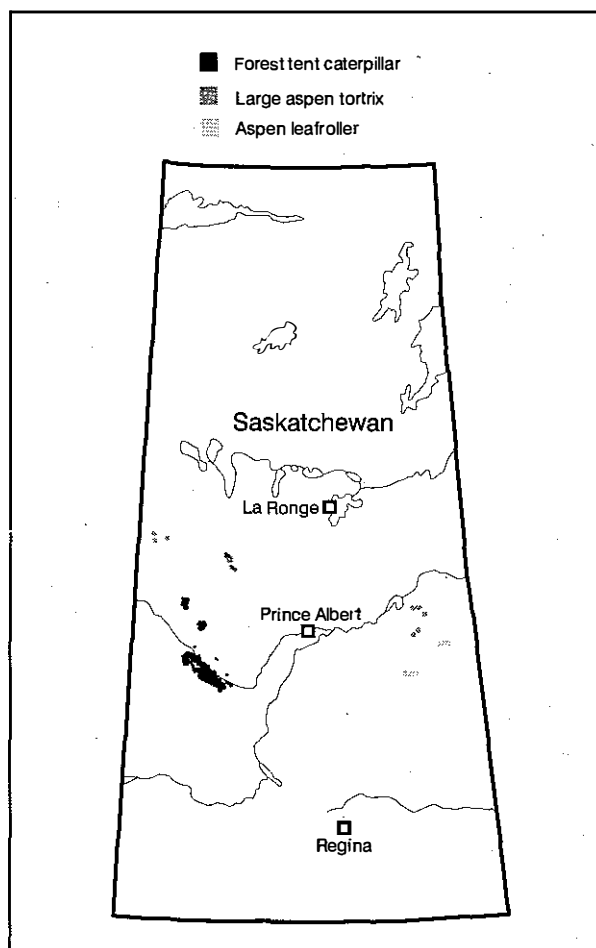 Forest tent caterpillar
Large aspen tortrix
Aspen leafroller
Saskatchewan
La Ronge
Prince Albert
Regina